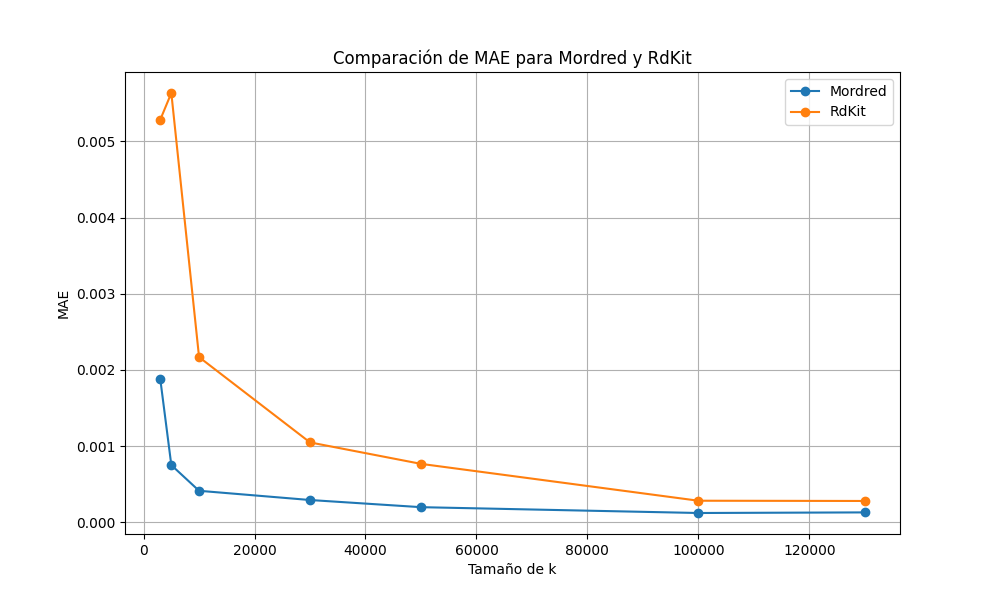 Comparación de MAE para Mordred y RdKit
Mordred
RdKit
MAE
0.005
0.004
0.003
0.002
0.001
0.000
0
20000
40000
60000
80000
100000
120000
Tamaño de k